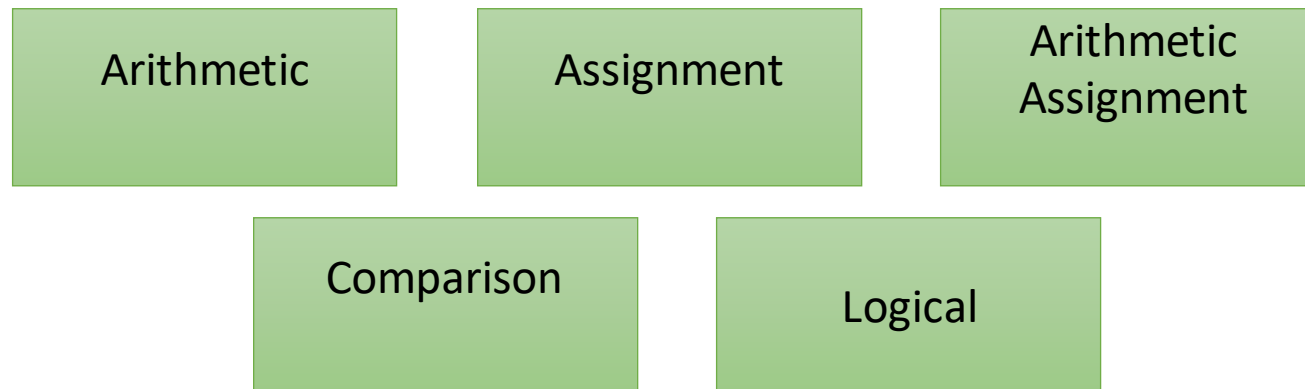 Arithmetic
Assignment
Arithmetic
Assignment
Comparison
Logical